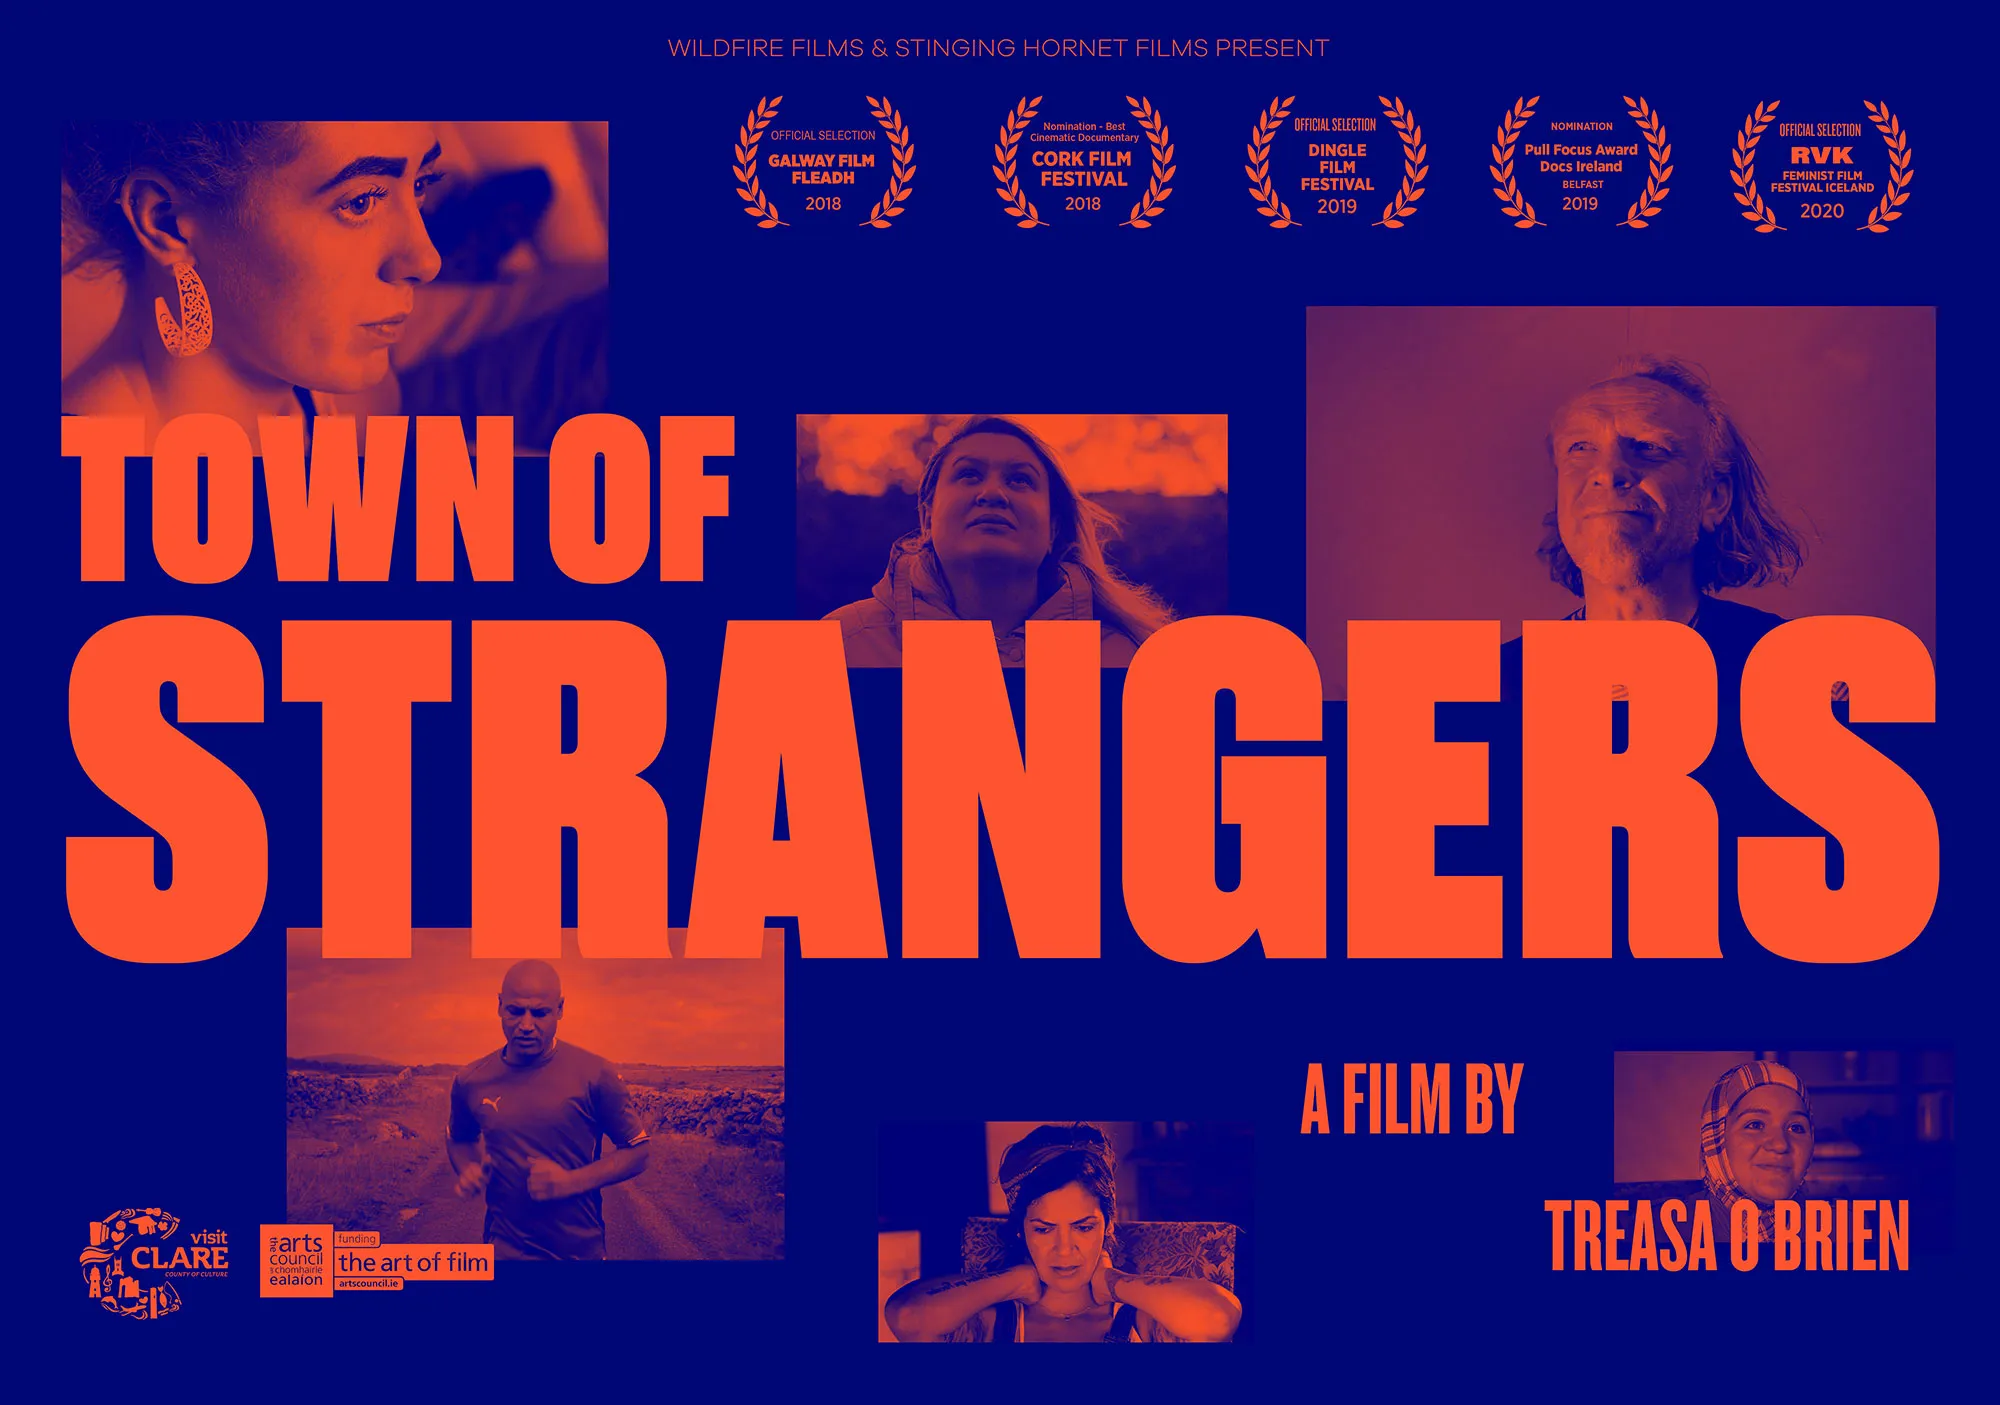 WILDFIRE FILMS & STINGING HORNET FILMS PRESENT
OFFICIAL SELECTION
GALWAY FILM
FLEADH
2018
Nomination - Best
Cinematic Documentary
CORK FILM
FESTIVAL
2018
OFFICIAL SELECTION
DINGLE
FILM
FESTIVAL
2019
NOMINATION
Pull Focus Award
Docs Ireland
BELFAST
2019
OFFICIAL SELECTION
RVK
FEMINIST FILM
FESTIVAL ICELAND
2020
TOWN OF
STRANGERS
A FILM BY
TREASA O BRIEN
visit
CLARE
COUNTY OF CULTURE
the arts
council
schomhairle
ealaíon
funding
the art of film
artscouncil.ie